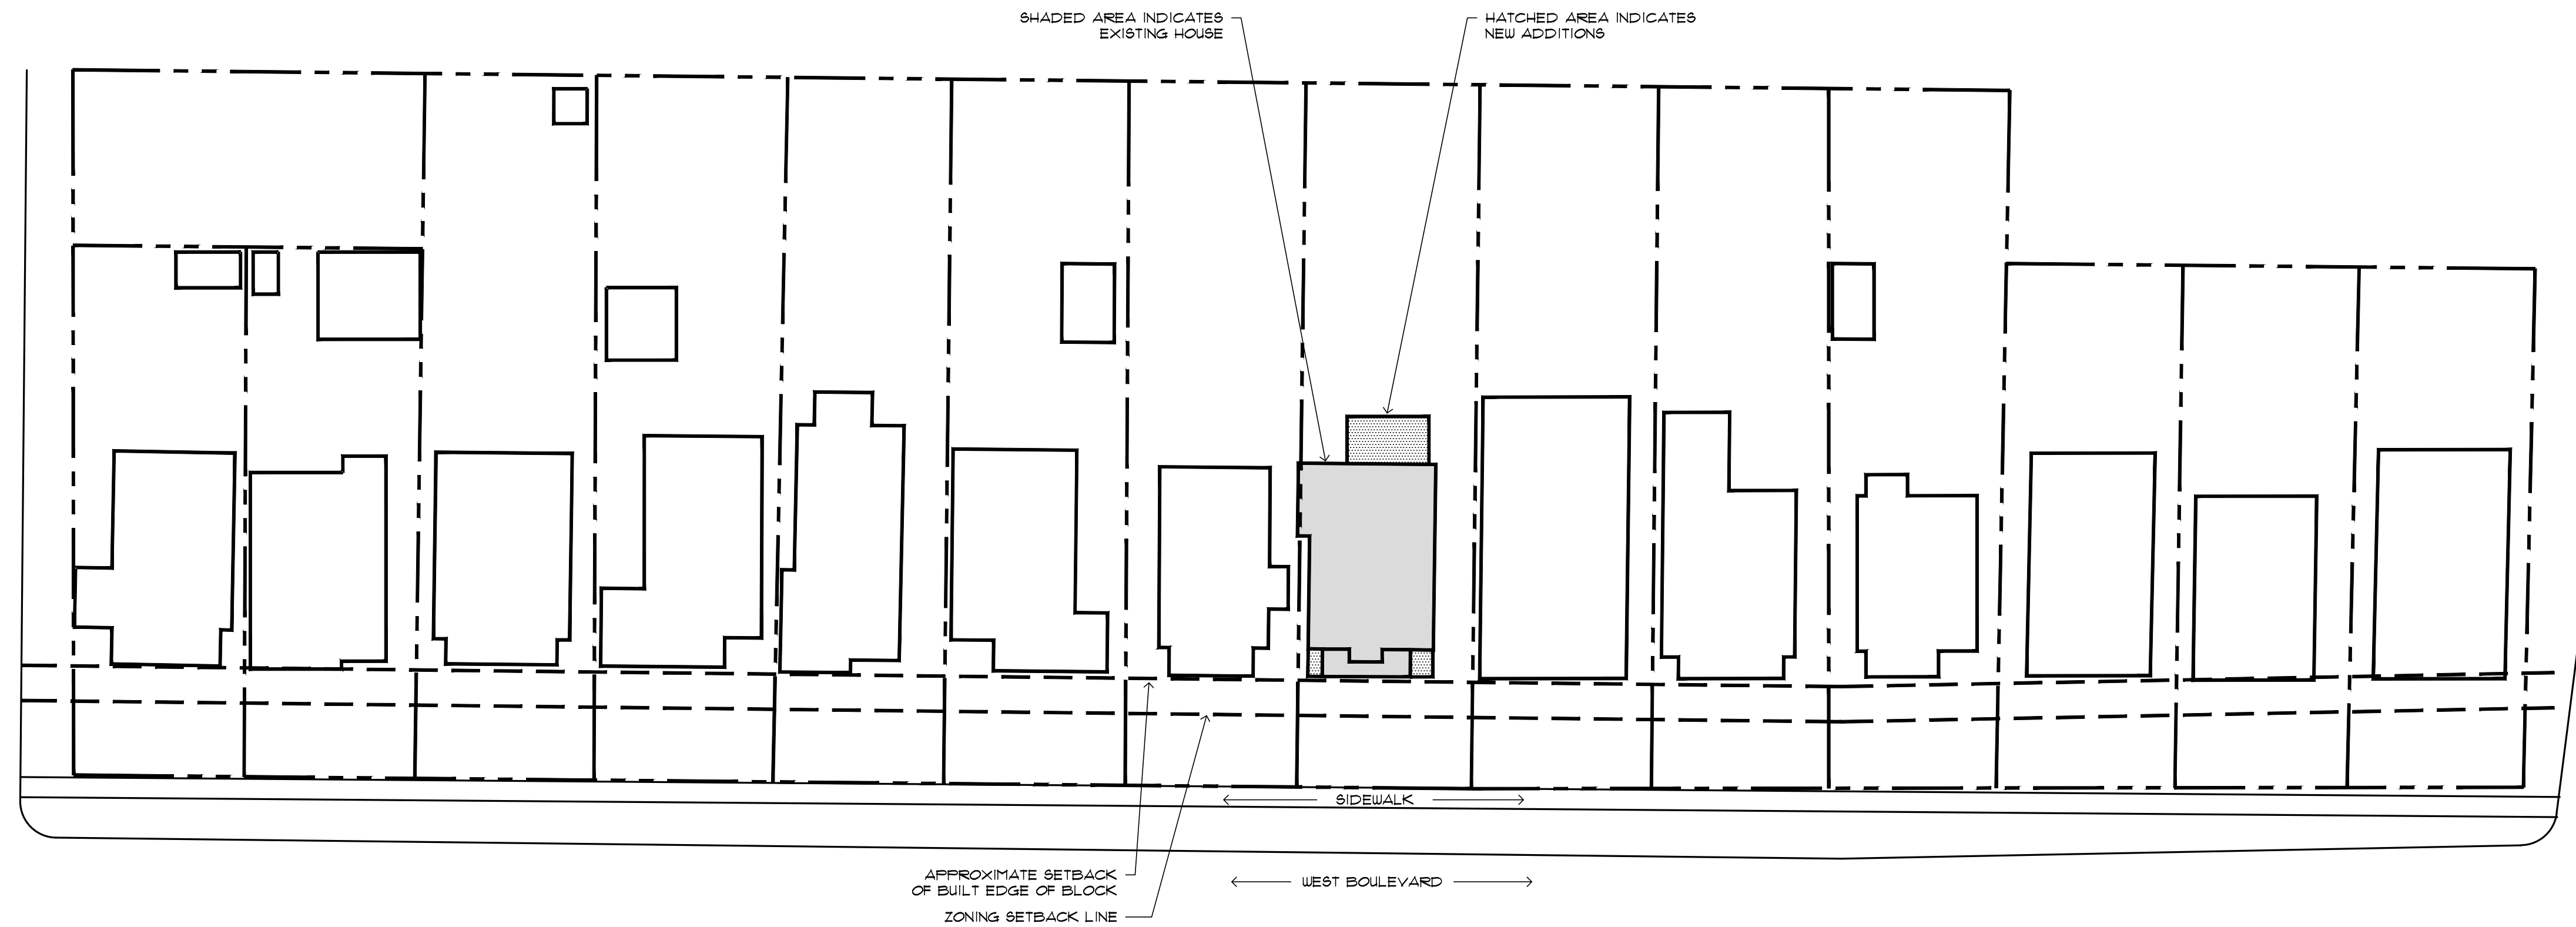 SHADED AREA INDICATES
EXISTING HOUSE
HATCHED AREA INDICATES
NEW ADDITIONS
SIDEWALK
APPROXIMATE SETBACK
OF BUILT EDGE OF BLOCK
WEST BOULEVARD
ZONING SETBACK LINE